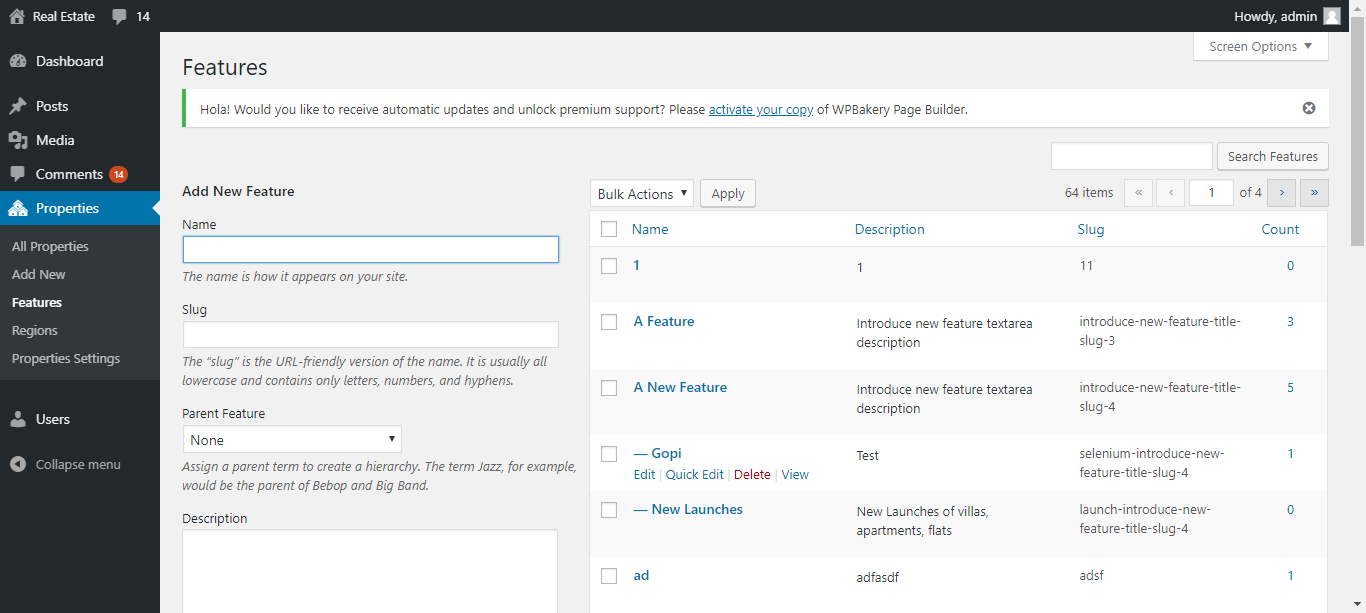 Real Estate 14 Howdy, admin
Dashboard
Posts
Media
Comments 14
Properties
All Properties
Add New
Features
Regions
Properties Settings
Users
Collapse menu
Screen Options ▼
Features
Hola! Would you like to receive automatic updates and unlock premium support? Please activate your copy of WPBakery Page Builder.
Search Features
Add New Feature
Name
The name is how it appears on your site.
Slug
The “slug” is the URL-friendly version of the name. It is usually all
lowercase and contains only letters, numbers, and hyphens.
Parent Feature
None
Assign a parent term to create a hierarchy. The term Jazz, for example,
would be the parent of Bebop and Big Band.
Description
Bulk Actions Apply 64 items « ‹ 1 of 4 › »
Name Description Slug Count
1 1 11 0
A Feature Introduce new feature textarea introduce-new-feature-title- 3
description slug-3
A New Feature Introduce new feature textarea introduce-new-feature-title- 5
description slug-4
— Gopi Test selenium-introduce-new- 1
Edit | Quick Edit | Delete | View feature-title-slug-4
— New Launches New Launches of villas, launch-introduce-new- 0
apartments, flats feature-title-slug-4
ad adfasdf adsf 1